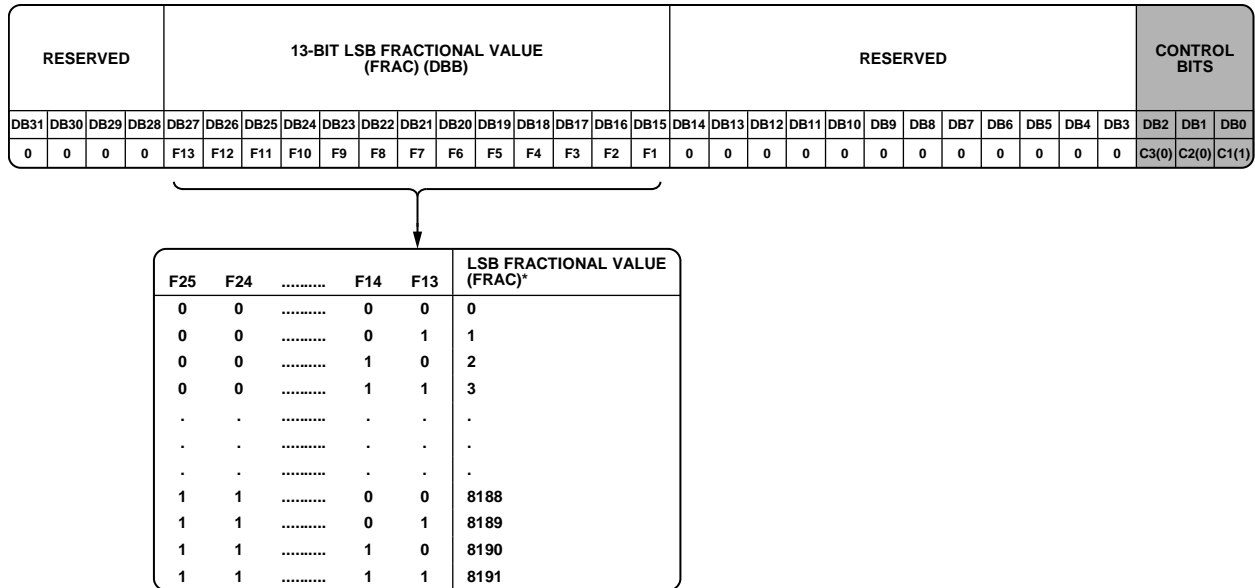 RESERVED
13-BIT LSB FRACTIONAL VALUE
(FRAC) (DBB)
RESERVED
CONTROL
BITS
DB31 DB30 DB29 DB28 DB27 DB26 DB25 DB24 DB23 DB22 DB21 DB20 DB19 DB18 DB17 DB16 DB15 DB14 DB13 DB12 DB11 DB10 DB9 DB8 DB7 DB6 DB5 DB4 DB3 DB2 DB1 DB0
0 0 0 0 F13 F12 F11 F10 F9 F8 F7 F6 F5 F4 F3 F2 F1 0 0 0 0 0 0 0 0 0 0 0 0 C3(0) C2(0) C1(1)
F25 F24 .......... F14 F13 LSB FRACTIONAL VALUE
(FRAC)*
0 0 .......... 0 0 0
0 0 .......... 0 1 1
0 0 .......... 1 0 2
0 0 .......... 1 1 3
. . .......... . . .
. . .......... . . .
. . .......... . . .
1 1 .......... 0 0 8188
1 1 .......... 0 1 8189
1 1 .......... 1 0 8190
1 1 .......... 1 1 8191